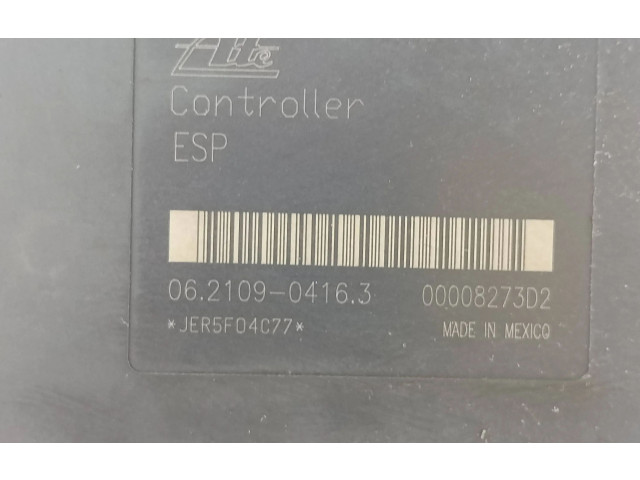 Ate
Controller
ESP
06.2109-0416.3 00008273D2
*JER5F04C77* MADE IN MEXICO